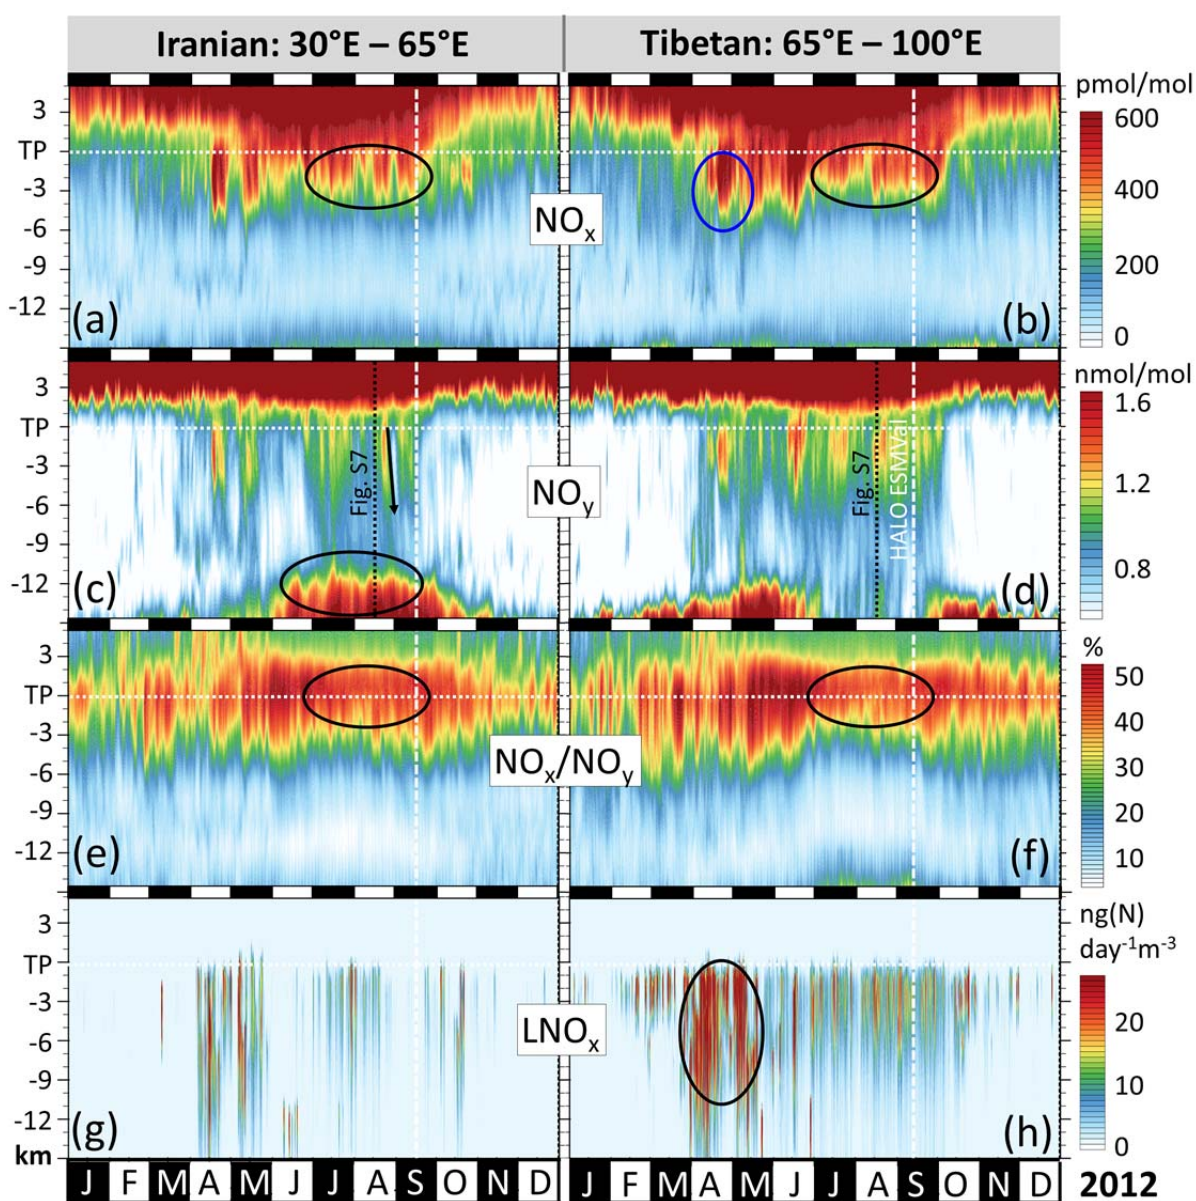 Iranian: 30°E – 65°E
Tibetan: 65°E – 100°E
pmol/mol
3
TP
-3
-6
-9
-12
(a)
NOx
(b)
600
400
200
0
nmol/mol
3
TP
-3
-6
-9
-12
(c)
Fig. S7
NOy
Fig. S7
HALO ESMVal
(d)
1.6
1.2
0.8
%
3
TP
-3
-6
-9
-12
(e)
NOx/NOy
(f)
50
40
30
20
10
ng(N)
day-1m-3
3
TP
-3
-6
-9
-12
km
(g)
LNOx
(h)
20
10
0
J F M A M J J A S O N D
J F M A M J J A S O N D
2012